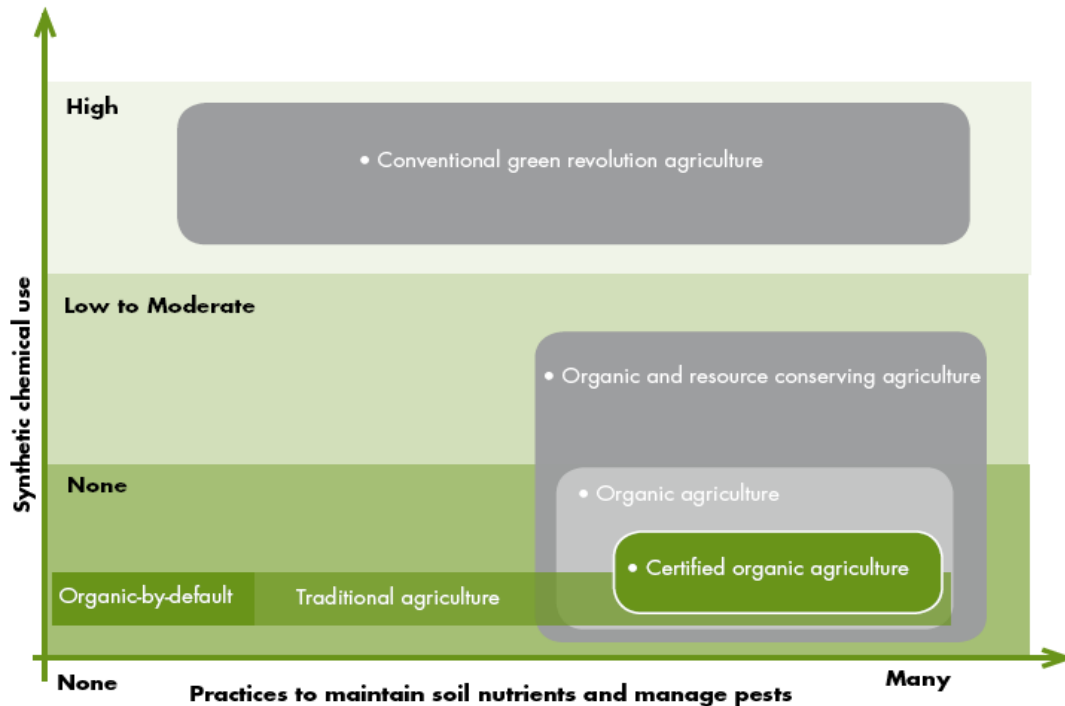 High
• Conventional green revolution agriculture
Low to Moderate
• Organic and resource conserving agriculture
None
• Organic agriculture
• Certified organic agriculture
Organic-by-default
Traditional agriculture
Synthetic chemical use
None
Many
Practices to maintain soil nutrients and manage pests